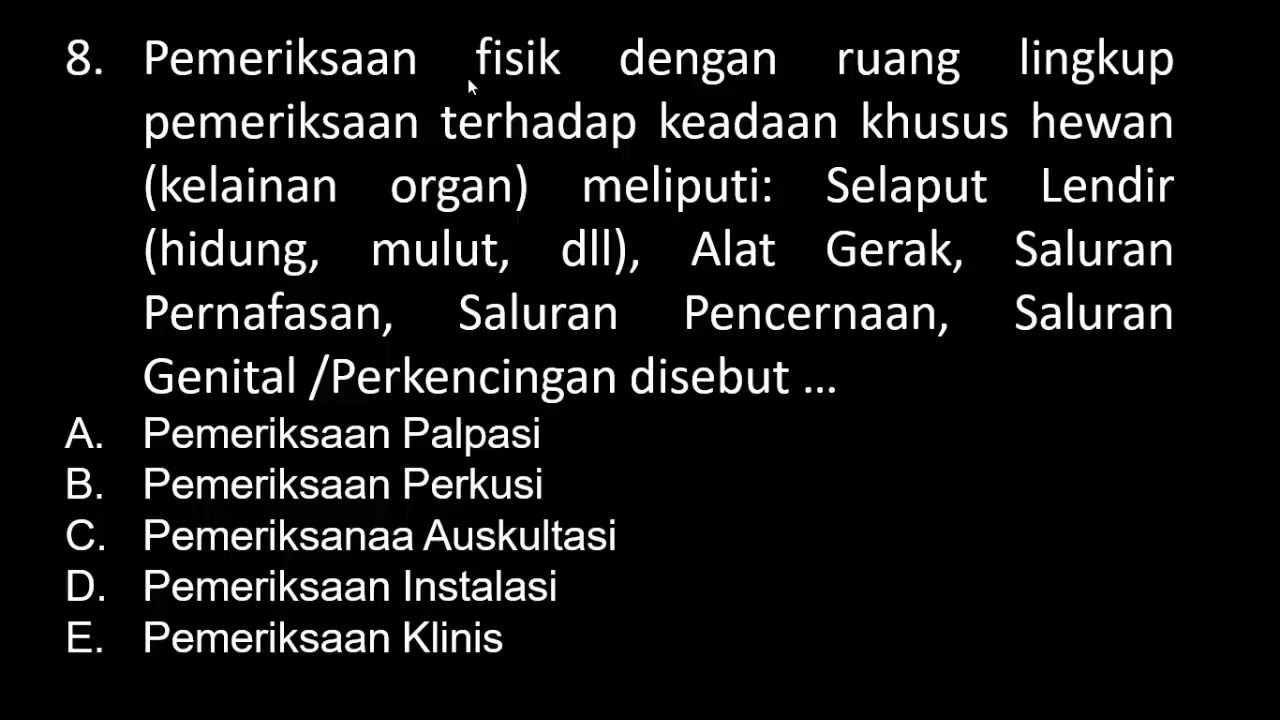 8. Pemeriksaan fisik dengan ruang lingkup
pemeriksaan terhadap keadaan khusus hewan
(kelainan organ) meliputi: Selaput Lendir
(hidung, mulut, dll), Alat Gerak, Saluran
Pernafasan, Saluran Pencernaan, Saluran
Genital /Perkencingan disebut ...
A. Pemeriksaan Palpasi
B. Pemeriksaan Perkusi
C. Pemeriksanaa Auskultasi
D. Pemeriksaan Instalasi
E. Pemeriksaan Klinis